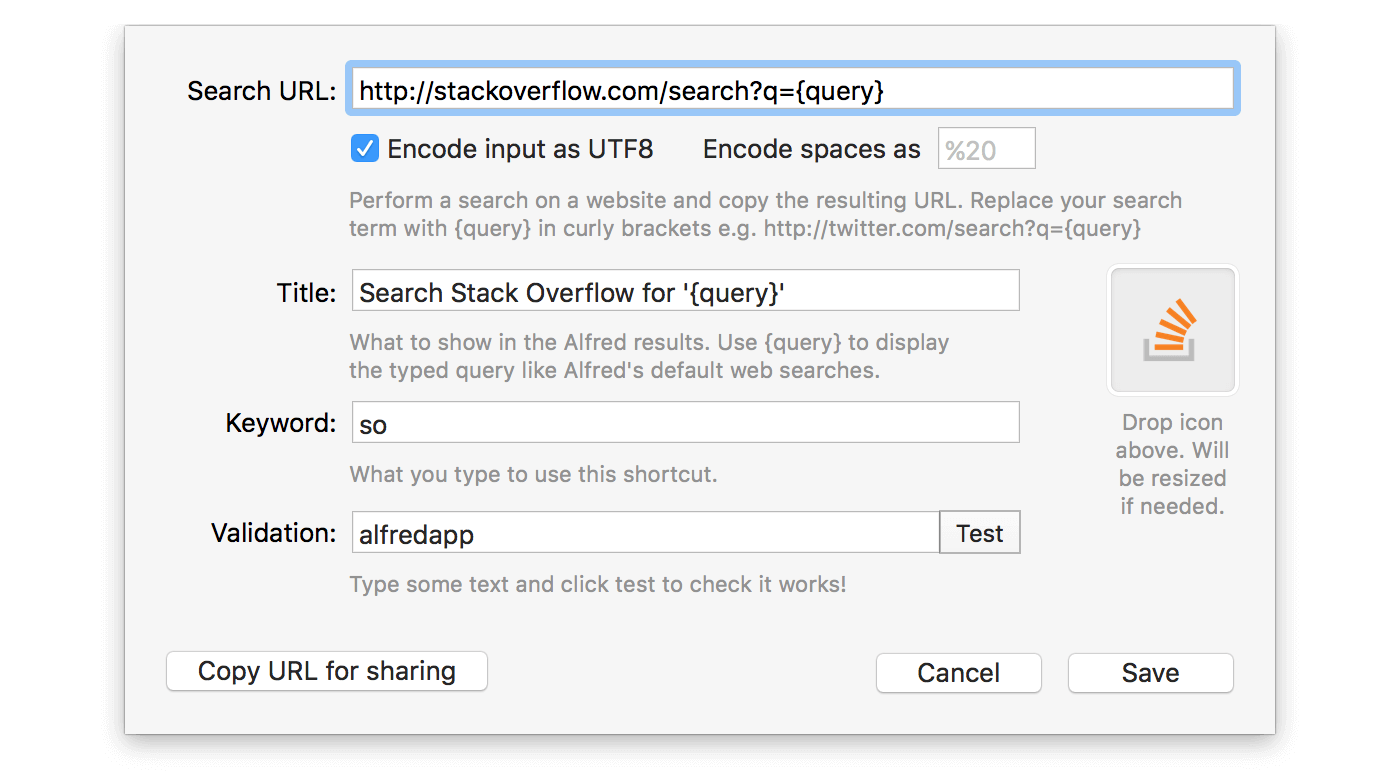 Search URL: http://stackoverflow.com/search?q={query}
Encode input as UTF8 Encode spaces as %20
Perform a search on a website and copy the resulting URL. Replace your search
term with {query} in curly brackets e.g. http://twitter.com/search?q={query}
Title: Search Stack Overflow for '{query}'
What to show in the Alfred results. Use {query} to display
the typed query like Alfred's default web searches.
Keyword: so
What you type to use this shortcut.
Drop icon
above. Will
be resized
if needed.
Validation: alfredapp Test
Type some text and click test to check it works!
Copy URL for sharing Cancel Save